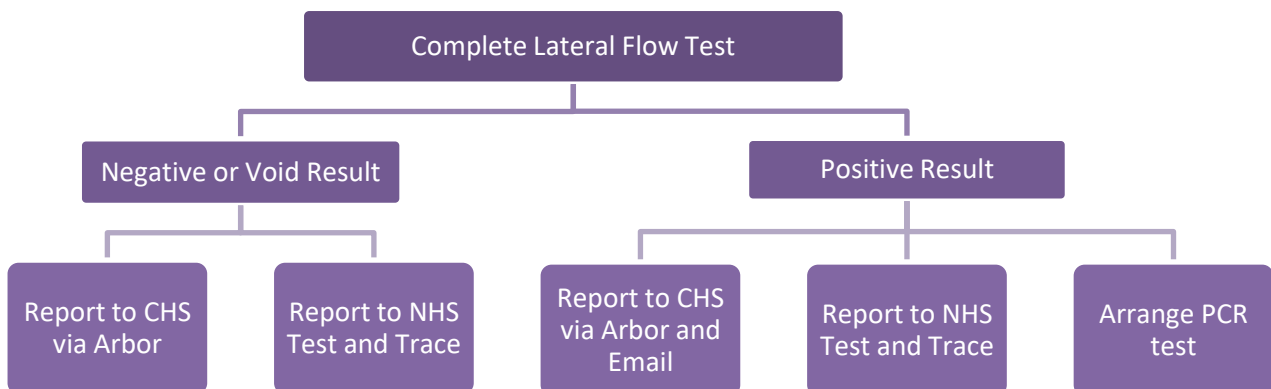 Complete Lateral Flow Test
Negative or Void Result
Positive Result
Report to CHS
via Arbor
Report to NHS
Test and Trace
Report to CHS
via Arbor and
Email
Report to NHS
Test and Trace
Arrange PCR
test